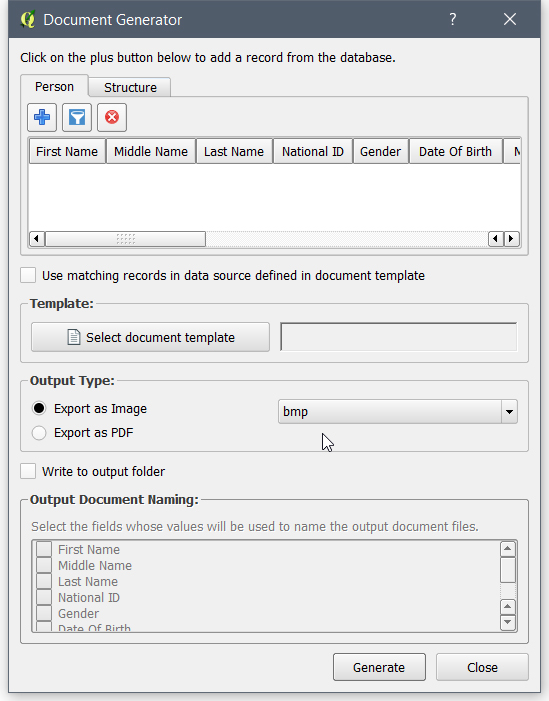 Document Generator
Click on the plus button below to add a record from the database.
Person Structure
First Name Middle Name Last Name National ID Gender Date Of Birth
Use matching records in data source defined in document template
Template:
Select document template
Output Type:
Export as Image bmp
Export as PDF
Write to output folder
Output Document Naming:
Select the fields whose values will be used to name the output document files.
First Name
Middle Name
Last Name
National ID
Gender
Date Of Birth
Generate Close